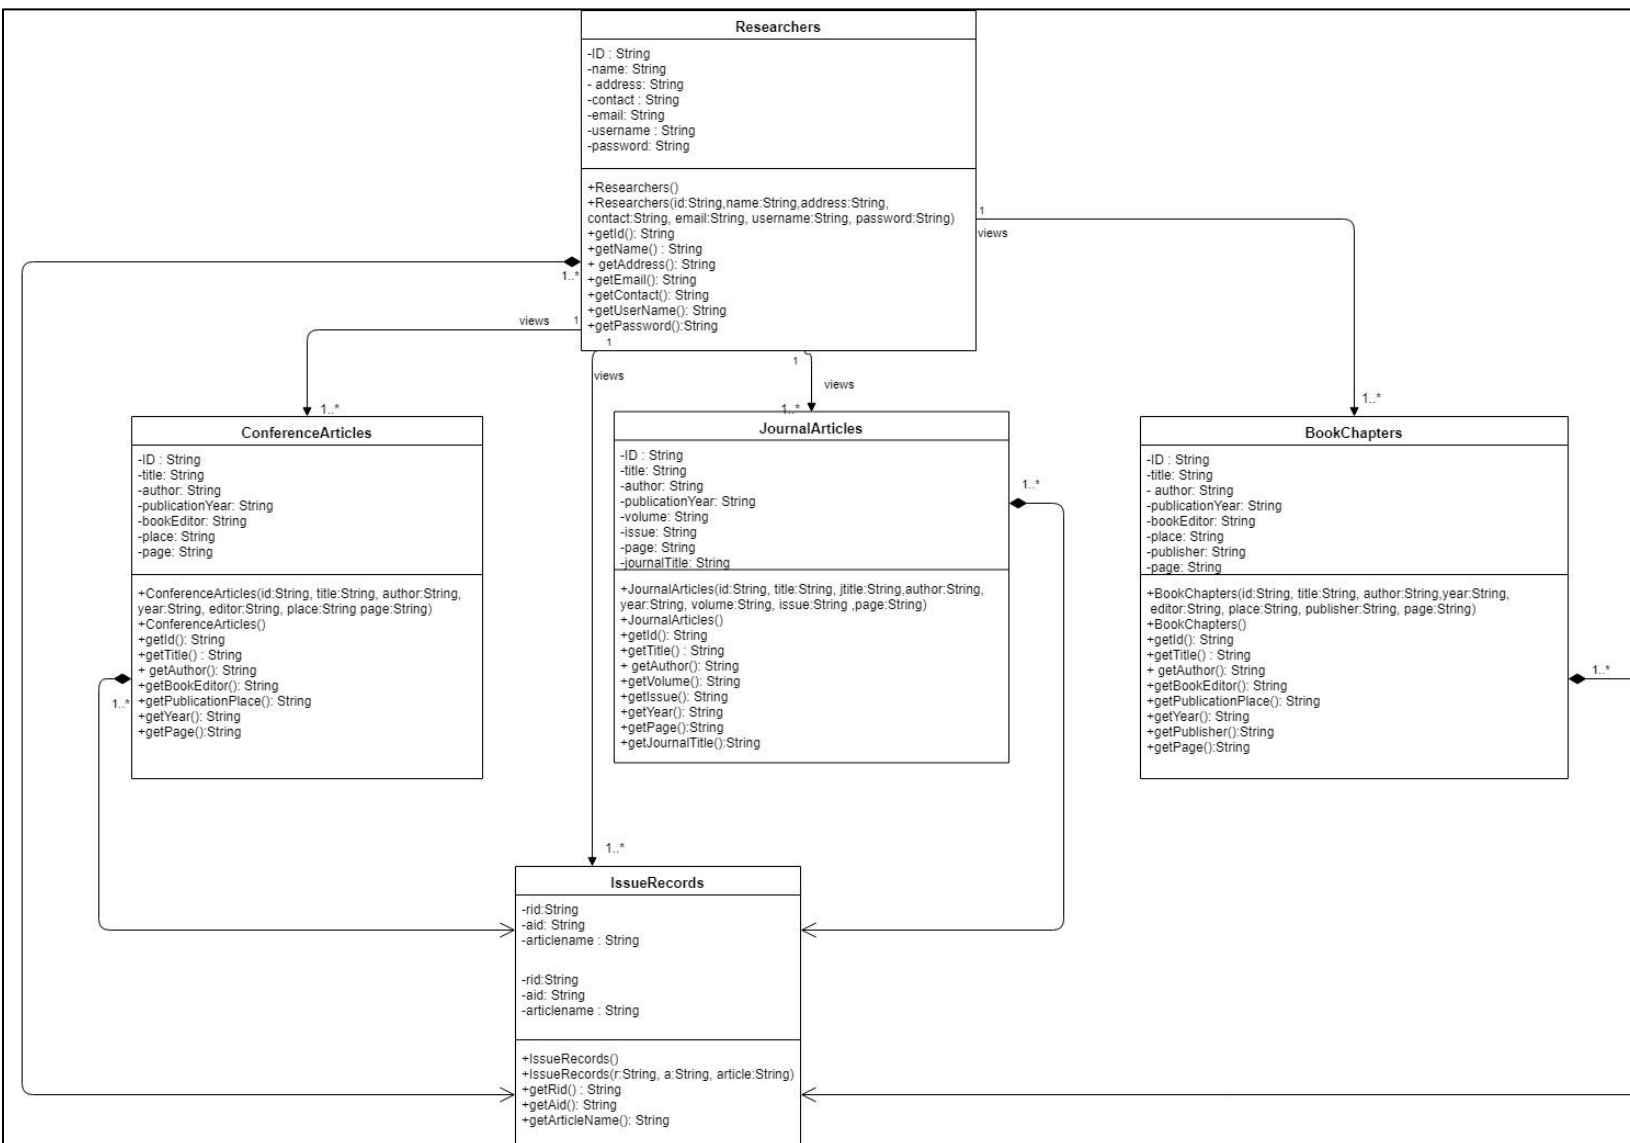 Researchers
-ID : String
-name: String
- address: String
-contact : String
-email: String
-username : String
-password: String
+Researchers()
+Researchers(id:String,name:String,address:String,
contact:String, email:String, username:String, password:String)
+getId(): String
+getName() : String
+ getAddress(): String
+getEmail(): String
+getContact(): String
+getUserName(): String
+getPassword():String
1
views
1..*
1..*
views
1
1..*
1
views
1..*
1
views
1..*
ConferenceArticles
-ID : String
-title: String
-author: String
-publicationYear: String
-bookEditor: String
-place: String
-page: String
+ConferenceArticles(id:String, title:String, author:String,
year:String, editor:String, place:String page:String)
+ConferenceArticles()
+getId(): String
+getTitle() : String
+ getAuthor(): String
+getBookEditor(): String
+getPublicationPlace(): String
+getYear(): String
+getPage():String
1..*
JournalArticles
-ID : String
-title: String
-author: String
-publicationYear: String
-volume: String
-issue: String
-page: String
-journalTitle: String
+JournalArticles(id:String, title:String, jtitle:String,author:String,
year:String, volume:String, issue:String ,page:String)
+JournalArticles()
+getId(): String
+getTitle() : String
+ getAuthor(): String
+getVolume(): String
+getIssue(): String
+getYear(): String
+getPage():String
+getJournalTitle():String
1..*
BookChapters
-ID : String
-title: String
- author: String
-publicationYear: String
-bookEditor: String
-place: String
-publisher: String
-page: String
+BookChapters(id:String, title:String, author:String,year:String,
editor:String, place:String, publisher:String, page:String)
+BookChapters()
+getId(): String
+getTitle() : String
+ getAuthor(): String
+getBookEditor(): String
+getPublicationPlace(): String
+getYear(): String
+getPublisher():String
+getPage():String
1..*
IssueRecords
-rid:String
-aid: String
-articlename : String
-rid:String
-aid: String
-articlename : String
+IssueRecords()
+IssueRecords(r:String, a:String, article:String)
+getRid() : String
+getAid(): String
+getArticleName(): String